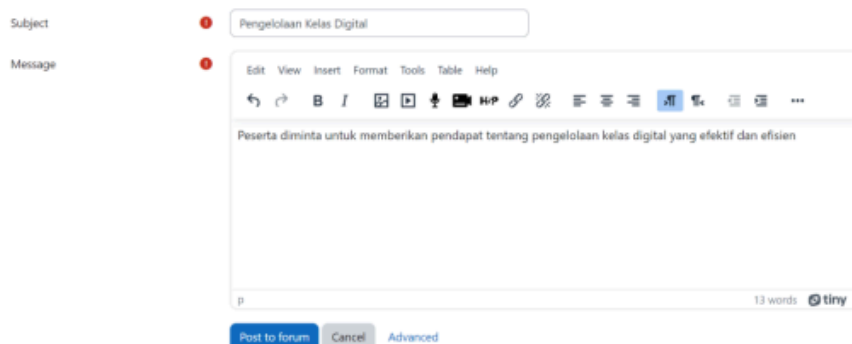 Subject
Pengelolaan Kelas Digital
Message
Edit View Insert Format Tools Table Help
B I H5P
Peserta diminta untuk memberikan pendapat tentang pengelolaan kelas digital yang efektif dan efisien
p 13 words tiny
Post to forum Cancel Advanced